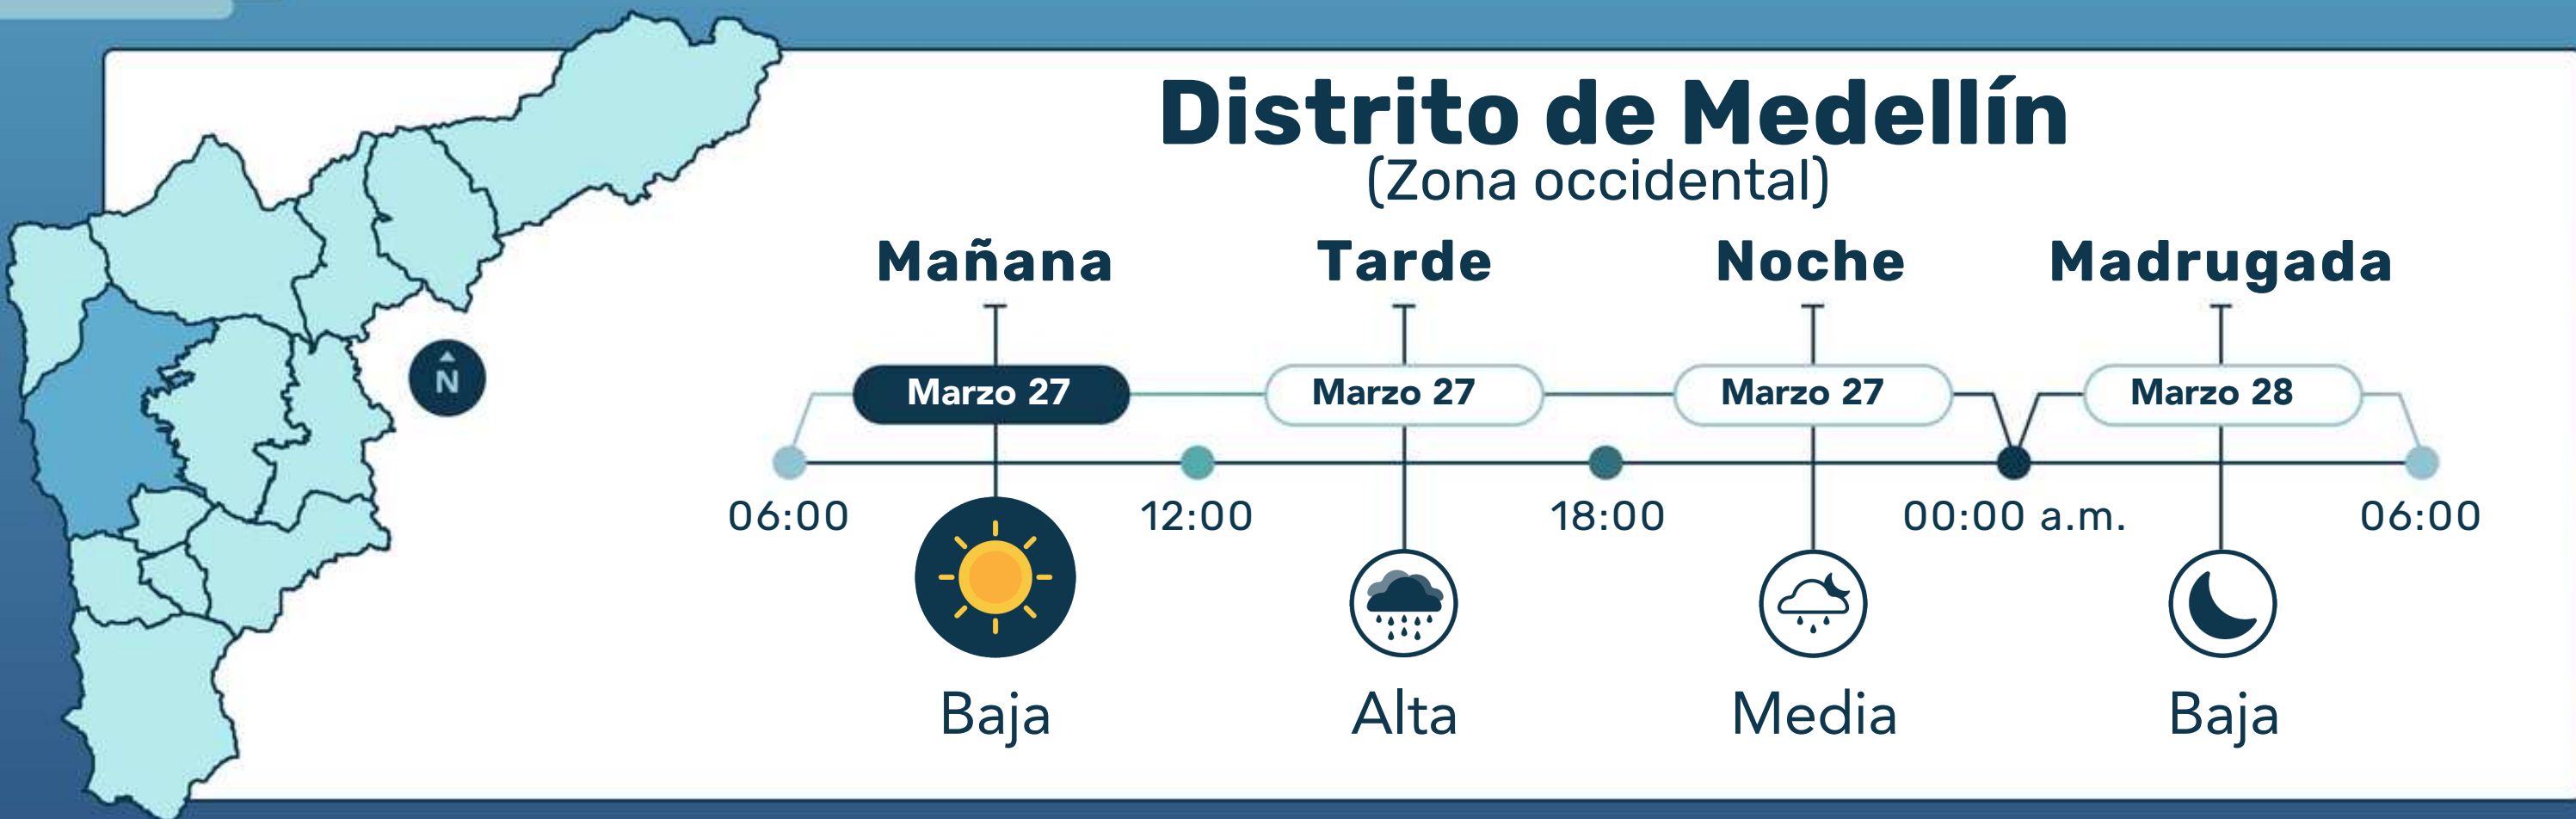 Distrito de Medellín
(Zona occidental)
Mañana Tarde Noche Madrugada
Marzo 27 Marzo 27 Marzo 27 Marzo 28
N
06:00 12:00 18:00 00:00 a.m. 06:00
Baja Alta Media Baja